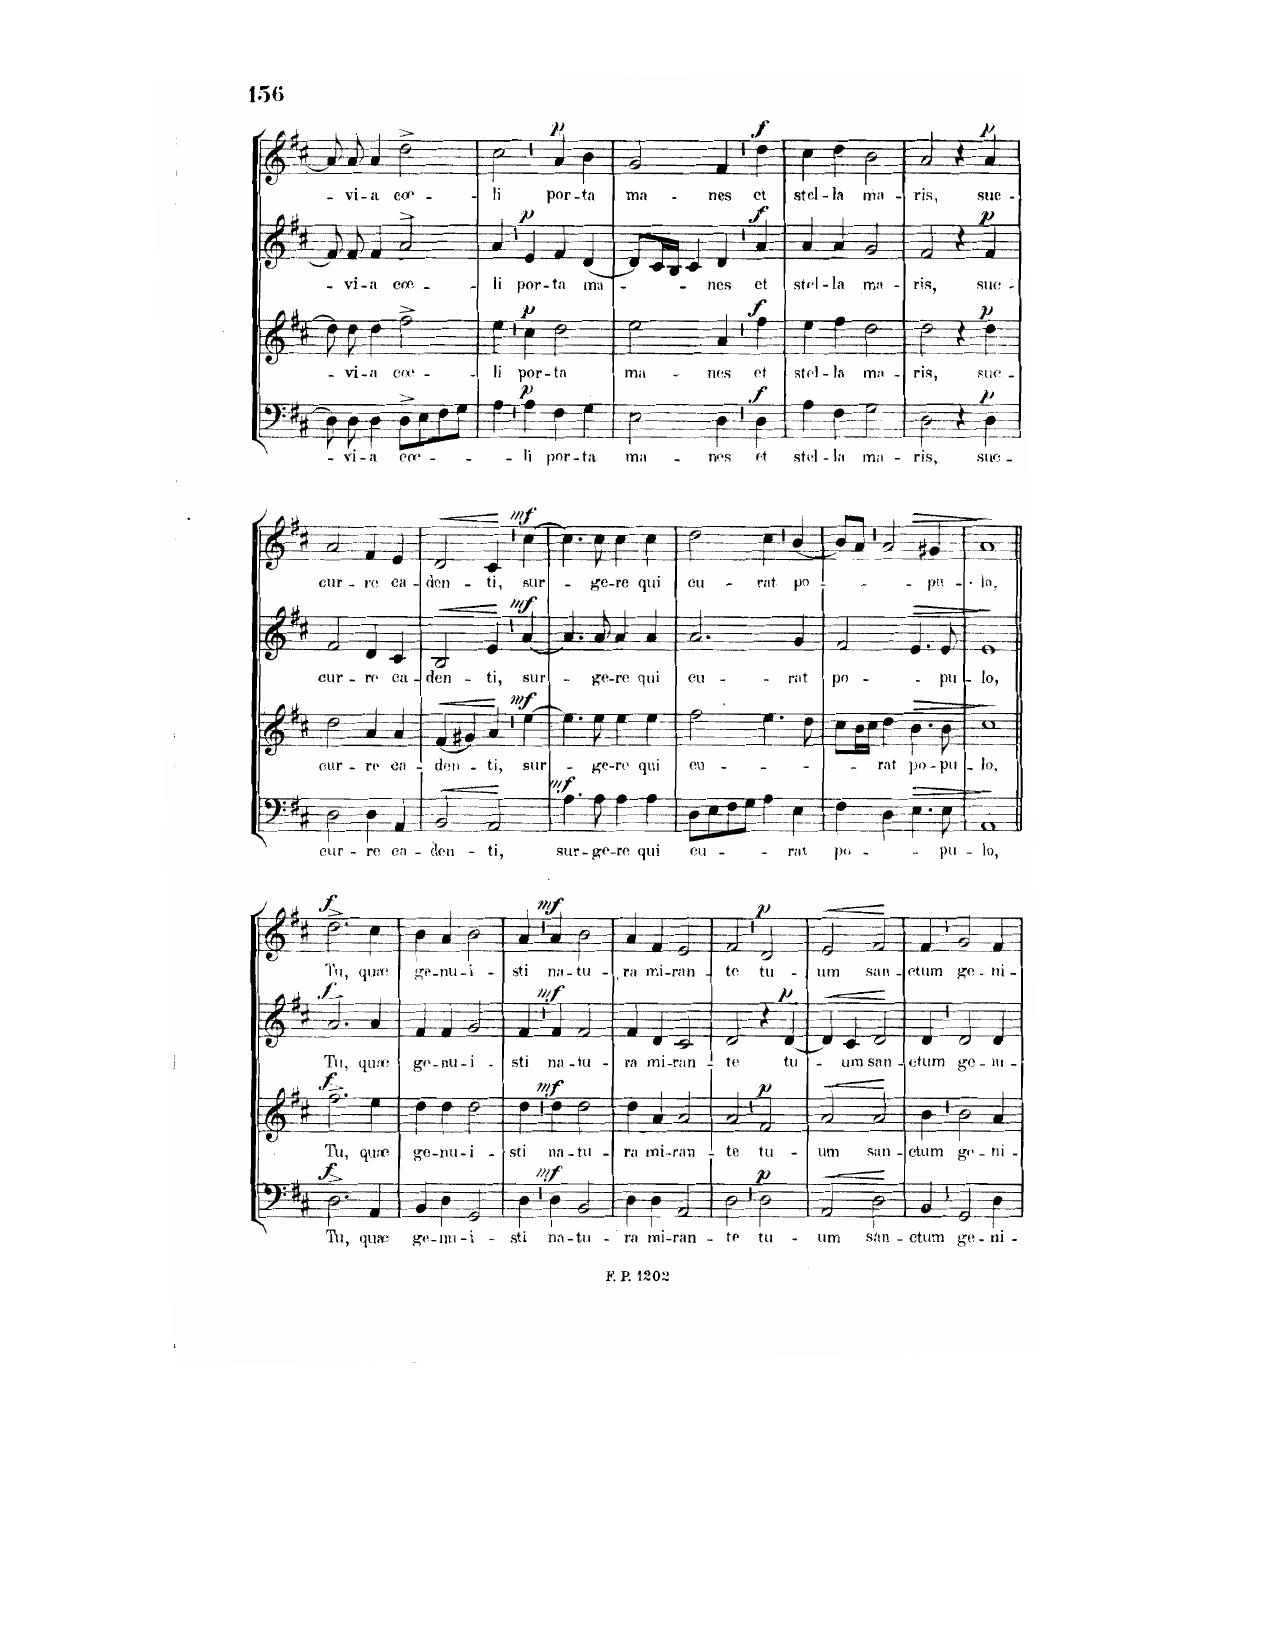 156
p f p
- vi - a cœ - - li por - ta ma - nes et stel - la ma - ris, suc -
p f p
- vi - a cœ - - li por - ta ma - - - nes et stel - la ma - ris, suc -
p f p
- vi - a cœ - - li por - ta ma - nes et stel - la ma - ris, suc -
p f p
- vi - a cœ - - - li por - ta ma - nes et stel - la ma - ris, suc -
mf
cur - re ca - den - ti, sur - ge - re qui cu - rat po - - - pu - lo,
mf
cur - re ca - den - ti, sur - ge - re qui cu - - rat po - - pu - lo,
mf
cur - re ca - den - ti, sur - ge - re qui cu - - - - rat po - pu - lo,
mf
cur - re ca - den - ti, sur - ge - re qui cu - - rat po - - pu - lo,
f mf p
Tu, quæ ge - nu - i - sti na - tu - ra mi - ran - te tu - um san - ctum ge - ni -
f mf p
Tu, quæ ge - nu - i - sti na - tu - ra mi - ran - te tu - um san - ctum ge - ni -
f mf p
Tu, quæ ge - nu - i - sti na - tu - ra mi - ran - te tu - um san - ctum ge - ni -
f mf p
Tu, quæ ge - nu - i - sti na - tu - ra mi - ran - te tu - um san - ctum ge - ni -
F. P. 1202